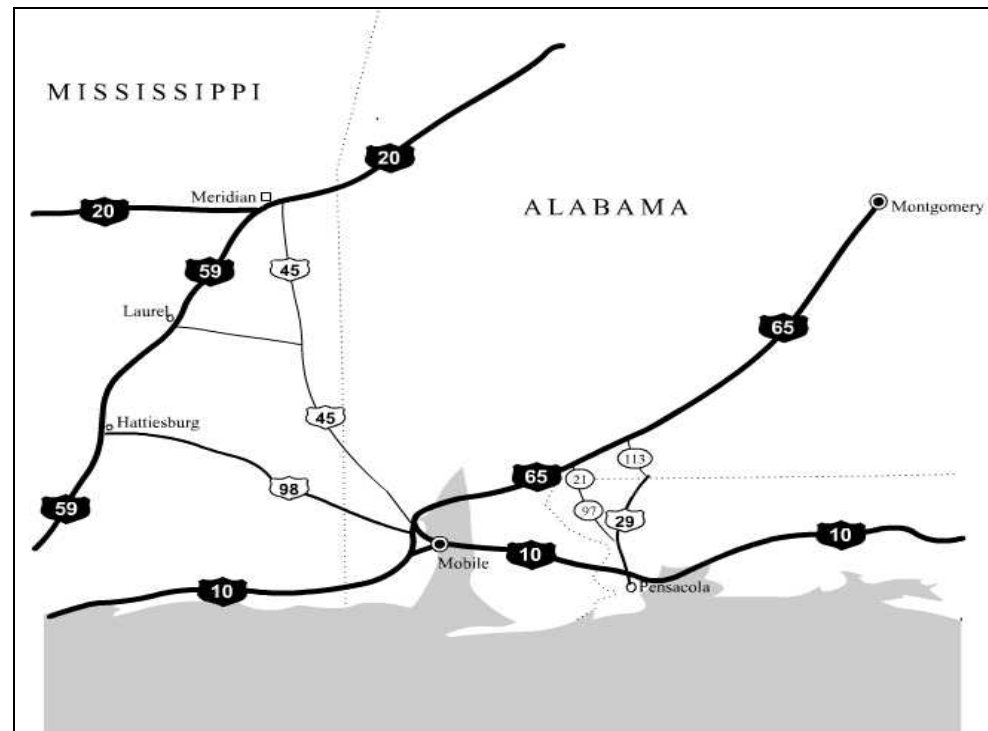 MISSISSIPPI
20
Meridian
20
ALABAMA
Montgomery
59
45
Laurel
65
45
Hattiesburg
113
65
21
98
59
97
29
10
10
Mobile
10
Pensacola